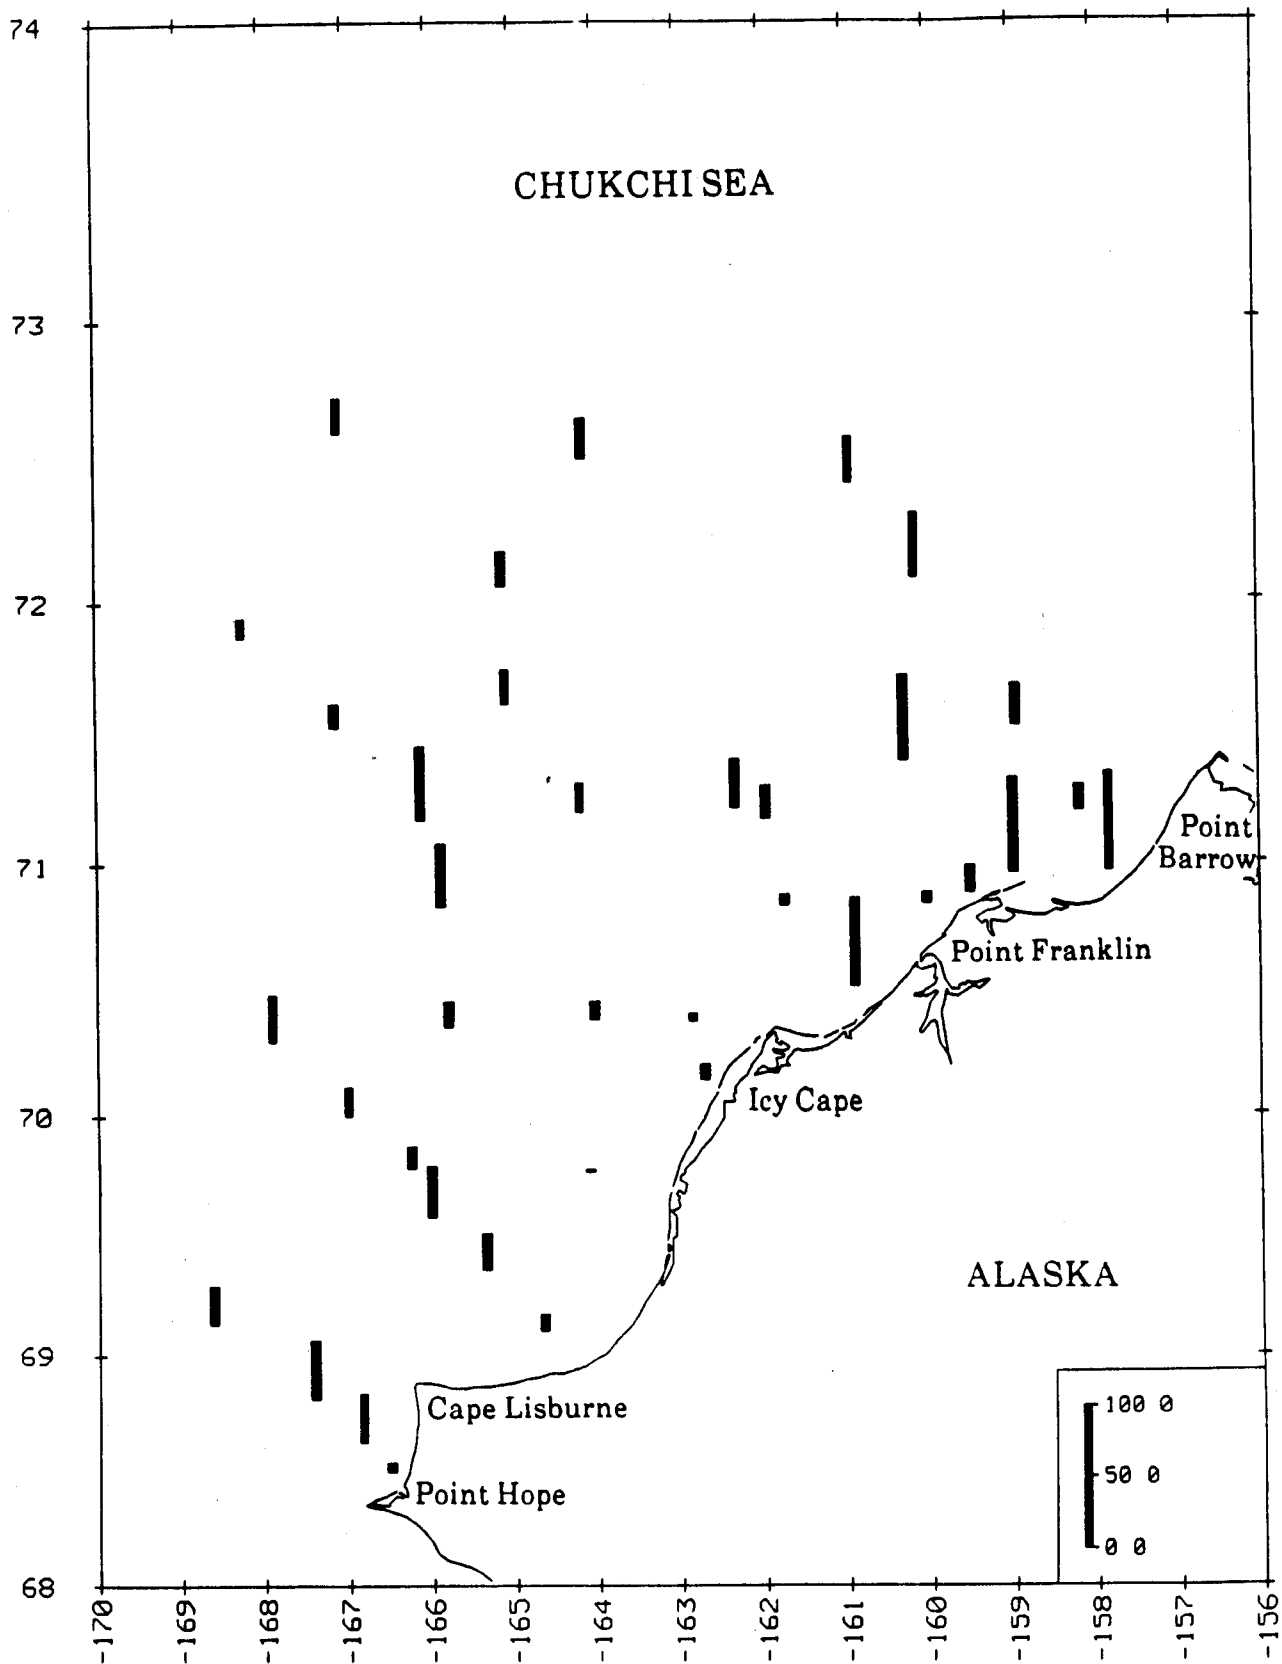 74
CHUKCHI SEA
73
72
Point
Barrow
71
Point Franklin
Icy Cape
70
ALASKA
69
Cape Lisburne
100 0
50 0
Point Hope
0 0
68
-170 -169 -168 -167 -166 -165 -164 -163 -162 -161 -160 -159 -158 -157 -156